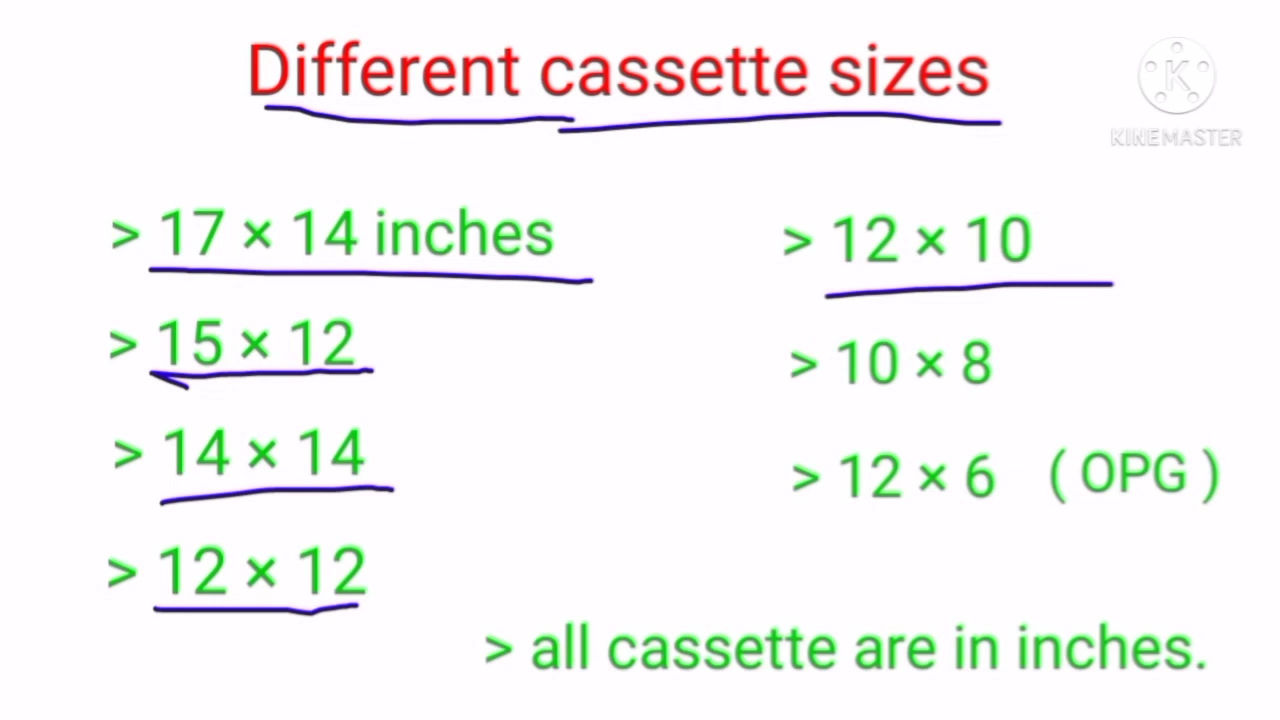 Different cassette sizes
K
KINEMASTER
> 17 × 14 inches
> 15 × 12
> 14 × 14
> 12 × 12
> 12 × 10
> 10 × 8
> 12 × 6 ( OPG )
> all cassette are in inches.